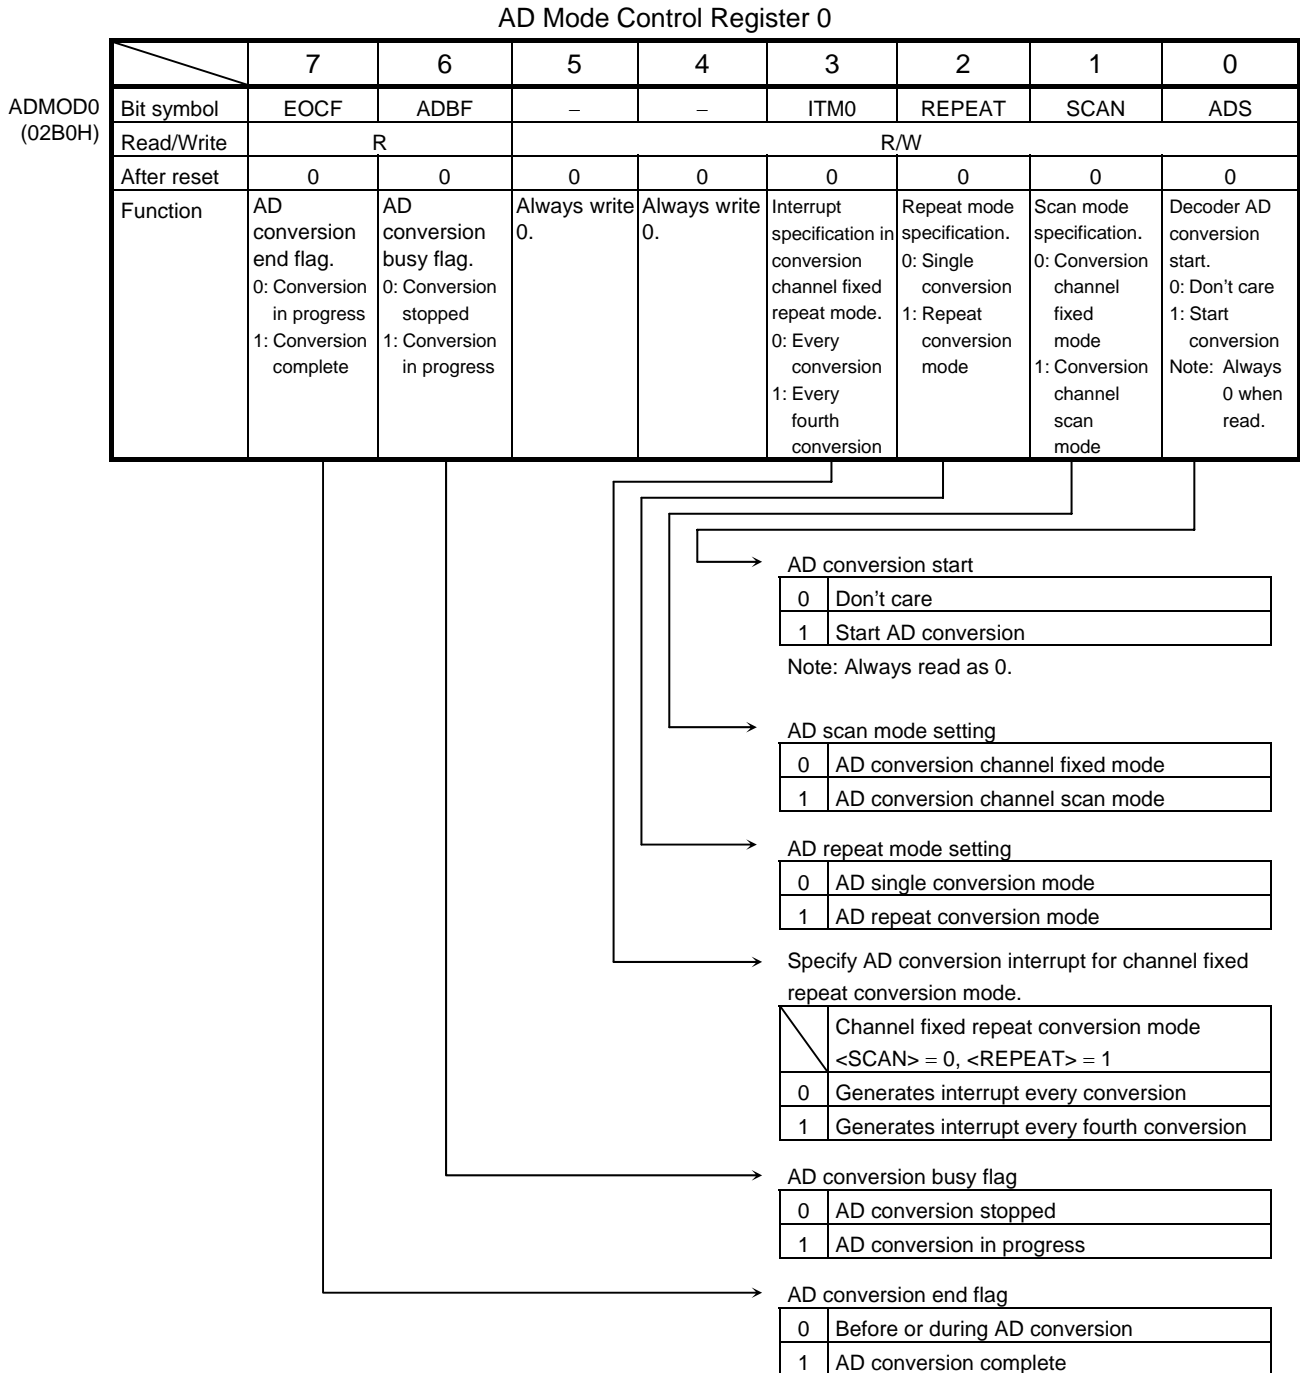 AD Mode Control Register 0
7 6 5 4 3 2 1 0
ADMOD0
(02B0H)
Bit symbol EOCF ADBF – – ITM0 REPEAT SCAN ADS
Read/Write R R/W
After reset 0 0 0 0 0 0 0 0
Function
AD
conversion
end flag.
0: Conversion
in progress
1: Conversion
complete
AD
conversion
busy flag.
0: Conversion
stopped
1: Conversion
in progress
Always write
0.
Always write
0.
Interrupt
specification in
conversion
channel fixed
repeat mode.
0: Every
conversion
1: Every
fourth
conversion
Repeat mode
specification.
0: Single
conversion
1: Repeat
conversion
mode
Scan mode
specification.
0: Conversion
channel
fixed
mode
1: Conversion
channel
scan
mode
Decoder AD
conversion
start.
0: Don't care
1: Start
conversion
Note: Always
0 when
read.
AD conversion start
0 Don't care
1 Start AD conversion
Note: Always read as 0.
AD scan mode setting
0 AD conversion channel fixed mode
1 AD conversion channel scan mode
AD repeat mode setting
0 AD single conversion mode
1 AD repeat conversion mode
Specify AD conversion interrupt for channel fixed
repeat conversion mode.
Channel fixed repeat conversion mode
<SCAN> = 0, <REPEAT> = 1
0 Generates interrupt every conversion
1 Generates interrupt every fourth conversion
AD conversion busy flag
0 AD conversion stopped
1 AD conversion in progress
AD conversion end flag
0 Before or during AD conversion
1 AD conversion complete